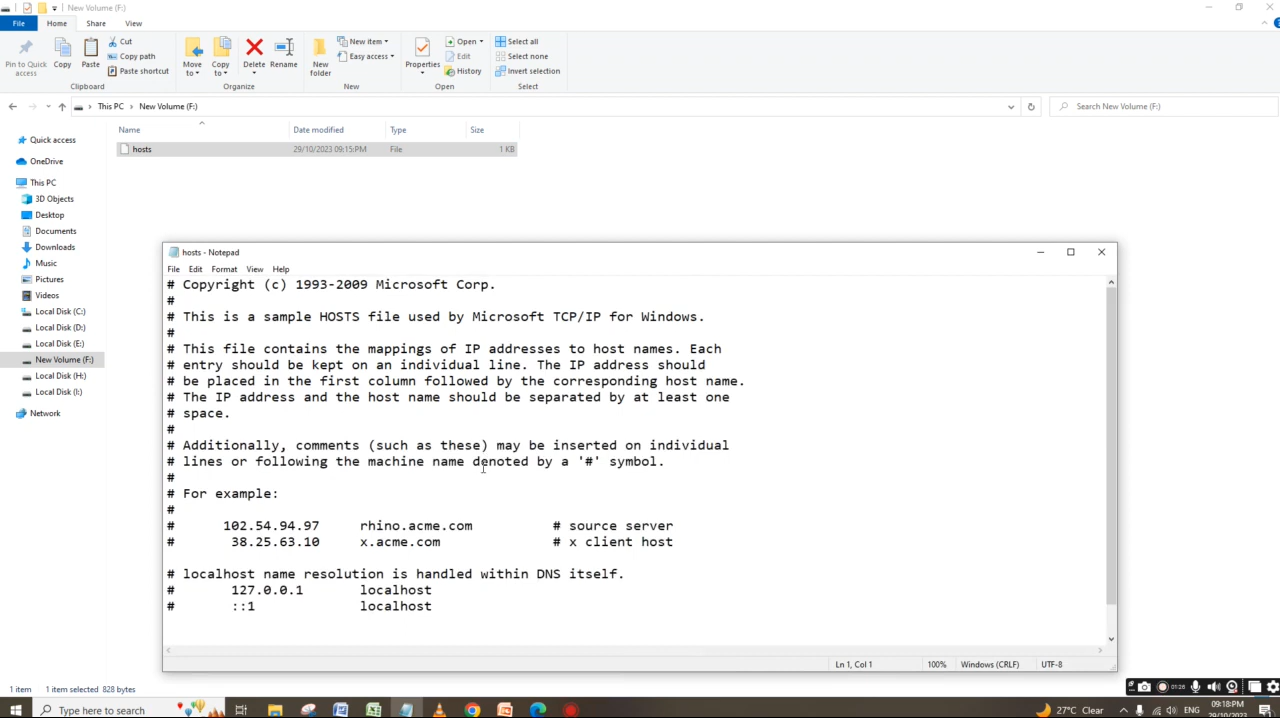 New Volume (F:)
File Home Share View
Pin to Quick access
Copy
Paste
Cut
Copy path
Paste shortcut
Clipboard
Move to
Copy to
Delete
Rename
Organize
New folder
New item
Easy access
New
Properties
Open
Edit
History
Open
Select all
Select none
Invert selection
Select
This PC New Volume (F:)
Search New Volume (F:)
Name Date modified Type Size
hosts 29/10/2023 09:15:PM File 1 KB
Quick access
OneDrive
This PC
3D Objects
Desktop
Documents
Downloads
Music
Pictures
Videos
Local Disk (C:)
Local Disk (D:)
Local Disk (E:)
New Volume (F:)
Local Disk (H:)
Local Disk (I:)
Network
hosts - Notepad
File Edit Format View Help
# Copyright (c) 1993-2009 Microsoft Corp.
#
# This is a sample HOSTS file used by Microsoft TCP/IP for Windows.
#
# This file contains the mappings of IP addresses to host names. Each
# entry should be kept on an individual line. The IP address should
# be placed in the first column followed by the corresponding host name.
# The IP address and the host name should be separated by at least one
# space.
#
# Additionally, comments (such as these) may be inserted on individual
# lines or following the machine name denoted by a '#' symbol.
#
# For example:
#
# 102.54.94.97 rhino.acme.com # source server
# 38.25.63.10 x.acme.com # x client host
# localhost name resolution is handled within DNS itself.
# 127.0.0.1 localhost
# ::1 localhost
Ln 1, Col 1 100% Windows (CRLF) UTF-8
1 item 1 item selected 828 bytes
01:26
Type here to search
27°C Clear
09:18:PM
29/10/2023